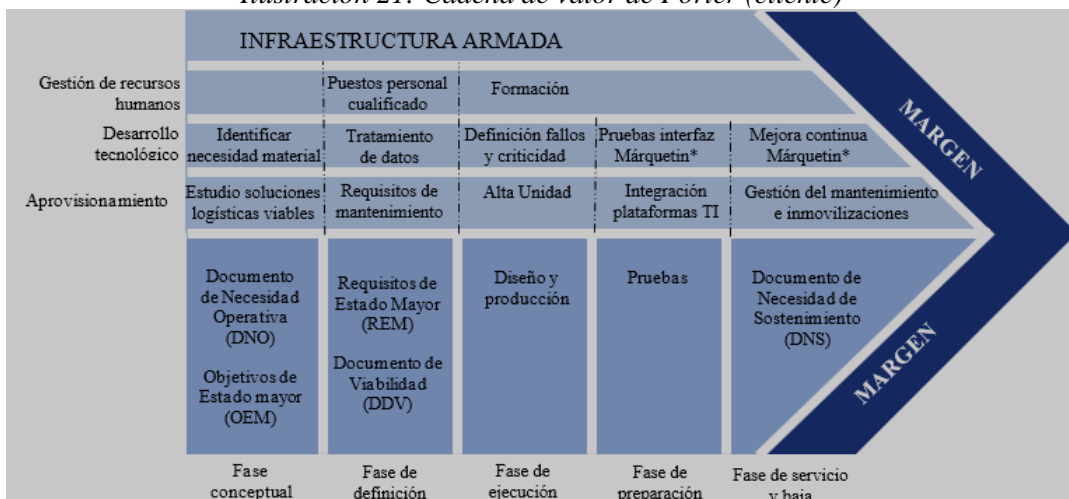 Ilustración 21: Cadena de valor de Porter (cliente)
INFRAESTRUCTURA ARMADA
Gestión de recursos
humanos
Puestos personal
cualificado
Formación
Desarrollo
tecnológico
Identificar
necesidad material
Tratamiento
de datos
Definición fallos
y criticidad
Pruebas interfaz
Márquetin*
Mejora continua
Márquetin*
Aprovisionamiento
Estudio soluciones
logísticas viables
Requisitos de
mantenimiento
Alta Unidad
Integración
plataformas TI
Gestión del mantenimiento
e inmovilizaciones
Documento
de Necesidad
Operativa
(DNO)
Objetivos de
Estado mayor
(OEM)
Requisitos de
Estado Mayor
(REM)
Documento de
Viabilidad
(DDV)
Diseño y
producción
Pruebas
Documento de
Necesidad de
Sostenimiento
(DNS)
MARGEN
MARGEN
Fase
conceptual
Fase de
definición
Fase de
ejecución
Fase de
preparación
Fase de servicio
y baja